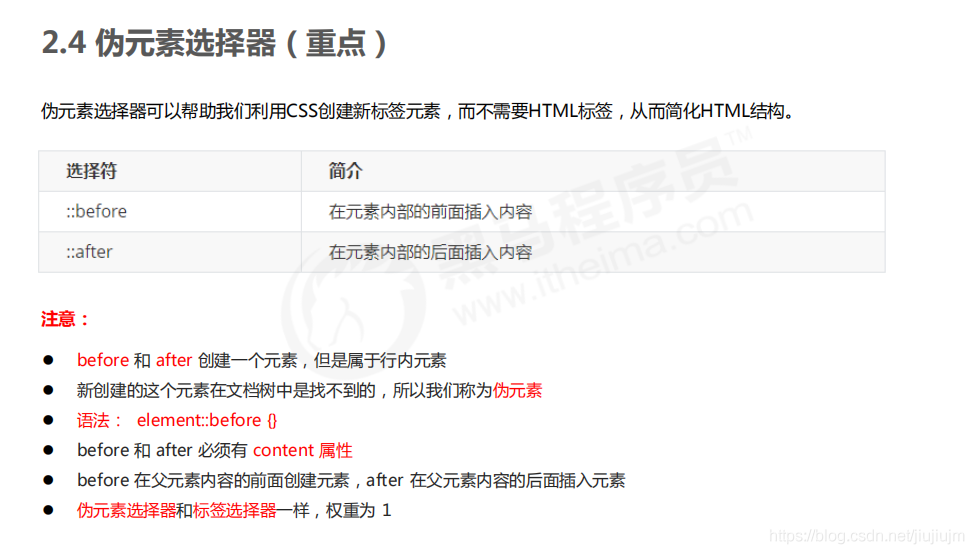 2.4 伪元素选择器（重点）
伪元素选择器可以帮助我们利用CSS创建新标签元素，而不需要HTML标签，从而简化HTML结构。
选择符 简介
::before 在元素内部的前面插入内容
::after 在元素内部的后面插入内容
黑马程序员™
www.itheima.com
注意：
before 和 after 创建一个元素，但是属于行内元素
新创建的这个元素在文档树中是找不到的，所以我们称为伪元素
语法： element::before {}
before 和 after 必须有 content 属性
before 在父元素内容的前面创建元素，after 在父元素内容的后面插入元素
伪元素选择器和标签选择器一样，权重为 1
https://blog.csdn.net/jiujiujm